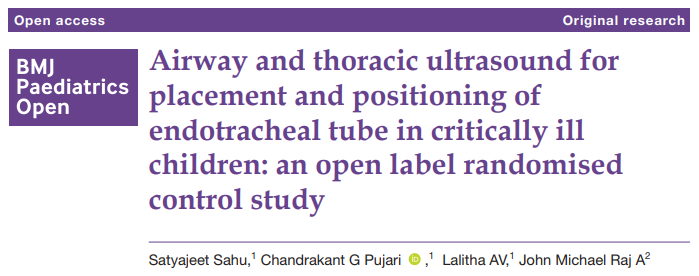 Open access
Original research
BMJ
Paediatrics
Open
Airway and thoracic ultrasound for
placement and positioning of
endotracheal tube in critically ill
children: an open label randomised
control study
Satyajeet Sahu,1 Chandrakant G Pujari iD ,1 Lalitha AV,1 John Michael Raj A2